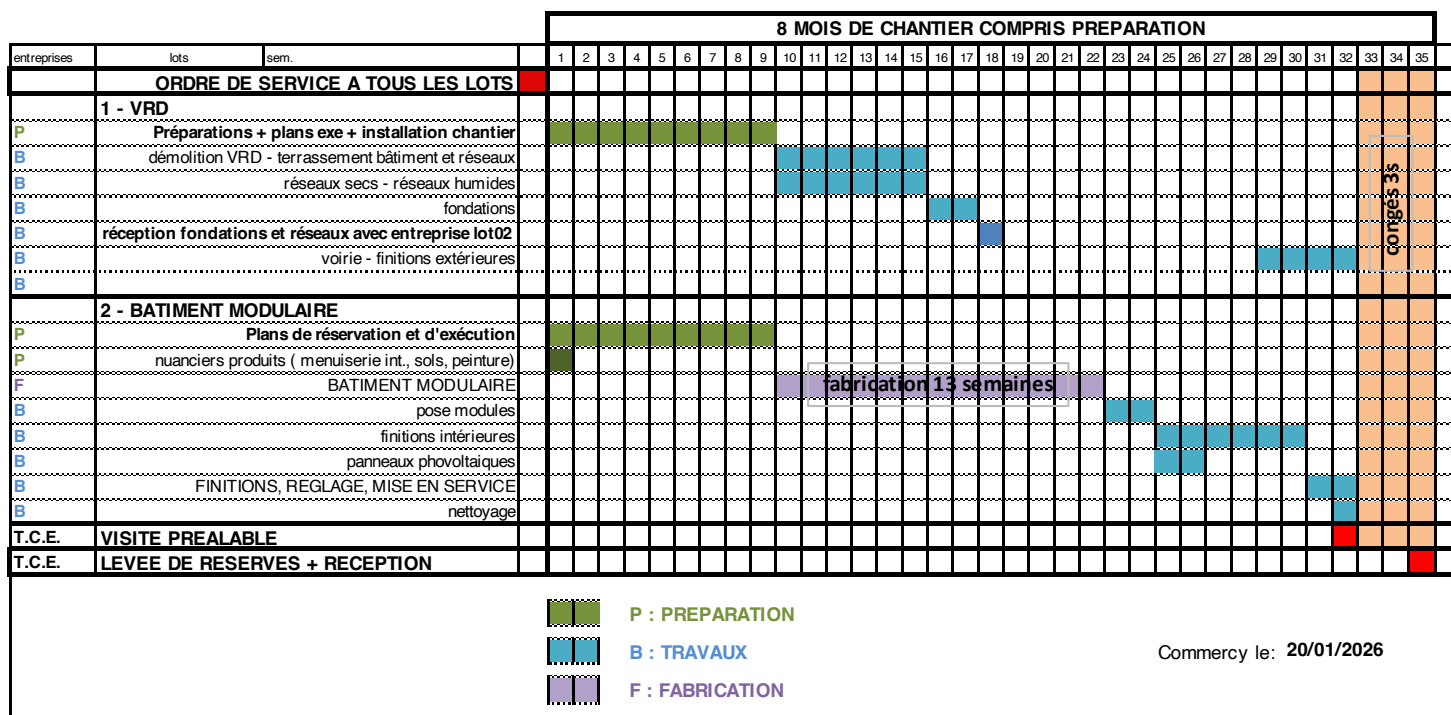 8 MOIS DE CHANTIER COMPRIS PREPARATION
entreprises lots sem. 1 2 3 4 5 6 7 8 9 10 11 12 13 14 15 16 17 18 19 20 21 22 23 24 25 26 27 28 29 30 31 32 33 34 35
ORDRE DE SERVICE A TOUS LES LOTS
1 - VRD
P Préparations + plans exe + installation chantier
B démolition VRD - terrassement bâtiment et réseaux
B réseaux secs - réseaux humides
B fondations
B réception fondations et réseaux avec entreprise lot02
B voirie - finitions extérieures
B
congés 3s
2 - BATIMENT MODULAIRE
P Plans de réservation et d'exécution
P nuanciers produits ( menuiserie int., sols, peinture)
F BATIMENT MODULAIRE fabrication 13 semaines
B pose modules
B finitions intérieures
B panneaux phovoltaiques
B FINITIONS, REGLAGE, MISE EN SERVICE
B nettoyage
T.C.E. VISITE PREALABLE
T.C.E. LEVEE DE RESERVES + RECEPTION
P : PREPARATION
B : TRAVAUX
Commercy le: 20/01/2026
F : FABRICATION